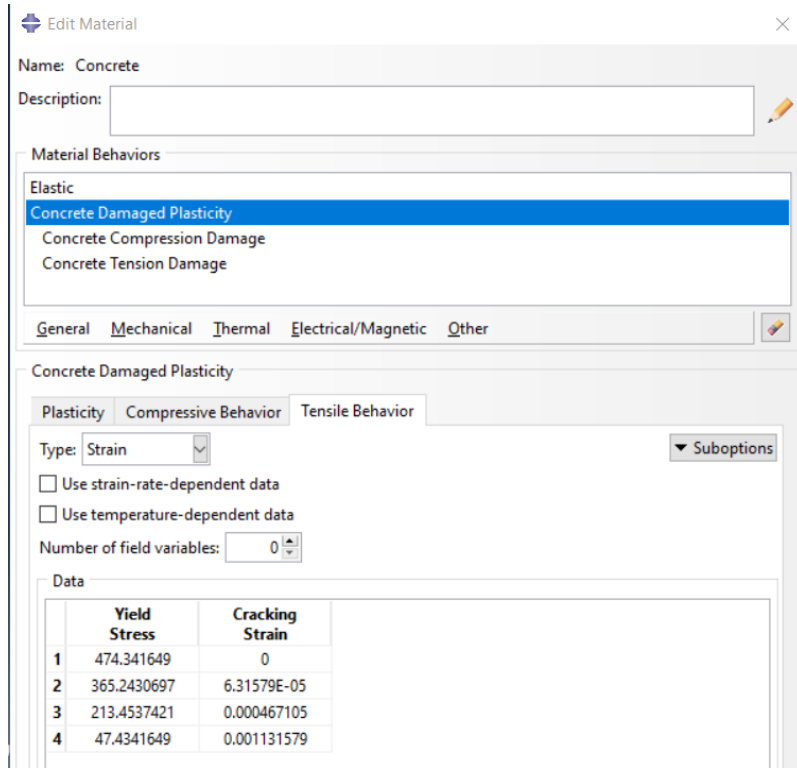 Edit Material
Name: Concrete
Description:
Material Behaviors
Elastic
Concrete Damaged Plasticity
Concrete Compression Damage
Concrete Tension Damage
General Mechanical Thermal Electrical/Magnetic Other
Concrete Damaged Plasticity
Plasticity Compressive Behavior Tensile Behavior
Type: Strain Suboptions
Use strain-rate-dependent data
Use temperature-dependent data
Number of field variables: 0
Data
Yield Cracking
Stress Strain
1 474.341649 0
2 365.2430697 6.31579E-05
3 213.4537421 0.000467105
4 47.4341649 0.001131579